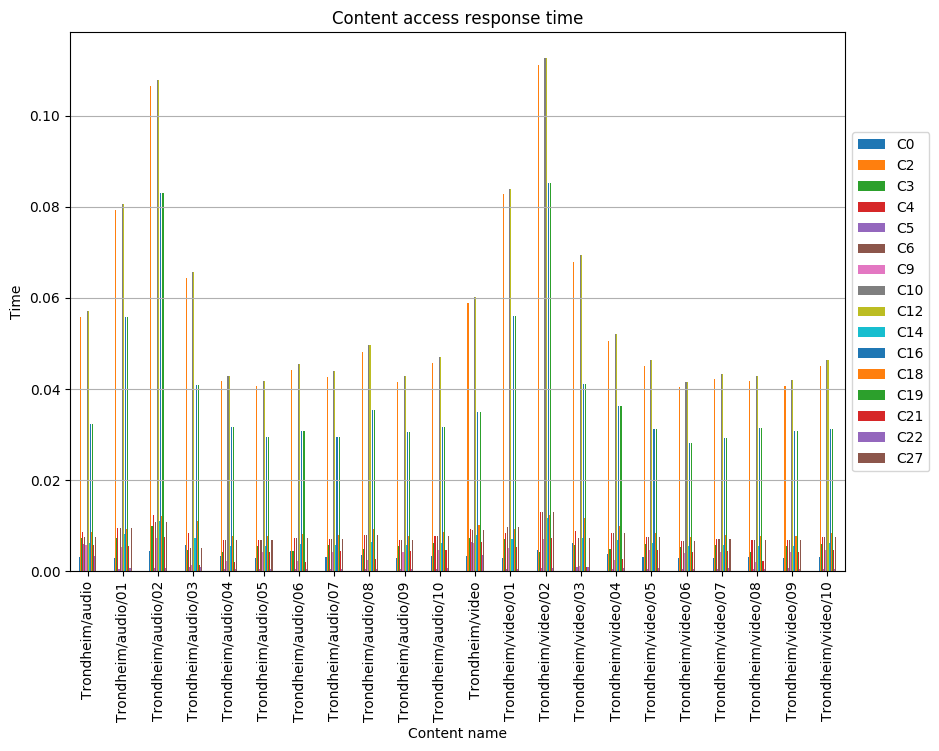 Content access response time
0.10
0.08
0.06
0.04
0.02
0.00
Time
Trondheim/audio
Trondheim/audio/01
Trondheim/audio/02
Trondheim/audio/03
Trondheim/audio/04
Trondheim/audio/05
Trondheim/audio/06
Trondheim/audio/07
Trondheim/audio/08
Trondheim/audio/09
Trondheim/audio/10
Trondheim/video
Trondheim/video/01
Trondheim/video/02
Trondheim/video/03
Trondheim/video/04
Trondheim/video/05
Trondheim/video/06
Trondheim/video/07
Trondheim/video/08
Trondheim/video/09
Trondheim/video/10
Content name
C0
C2
C3
C4
C5
C6
C9
C10
C12
C14
C16
C18
C19
C21
C22
C27